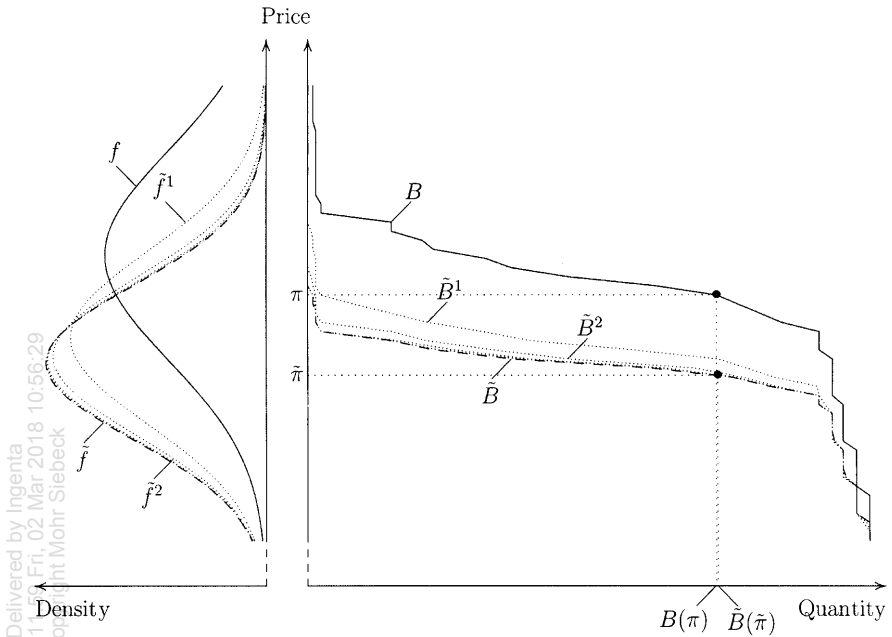 Price
f
f̃¹
B
π
B̃¹
B̃²
π̃
B̃
f̃
f̃²
Density
B(π)
B̃(π̃)
Quantity
Delivered by Ingenta
Fri, 02 Mar 2018 10:56:29
Mohr Siebeck